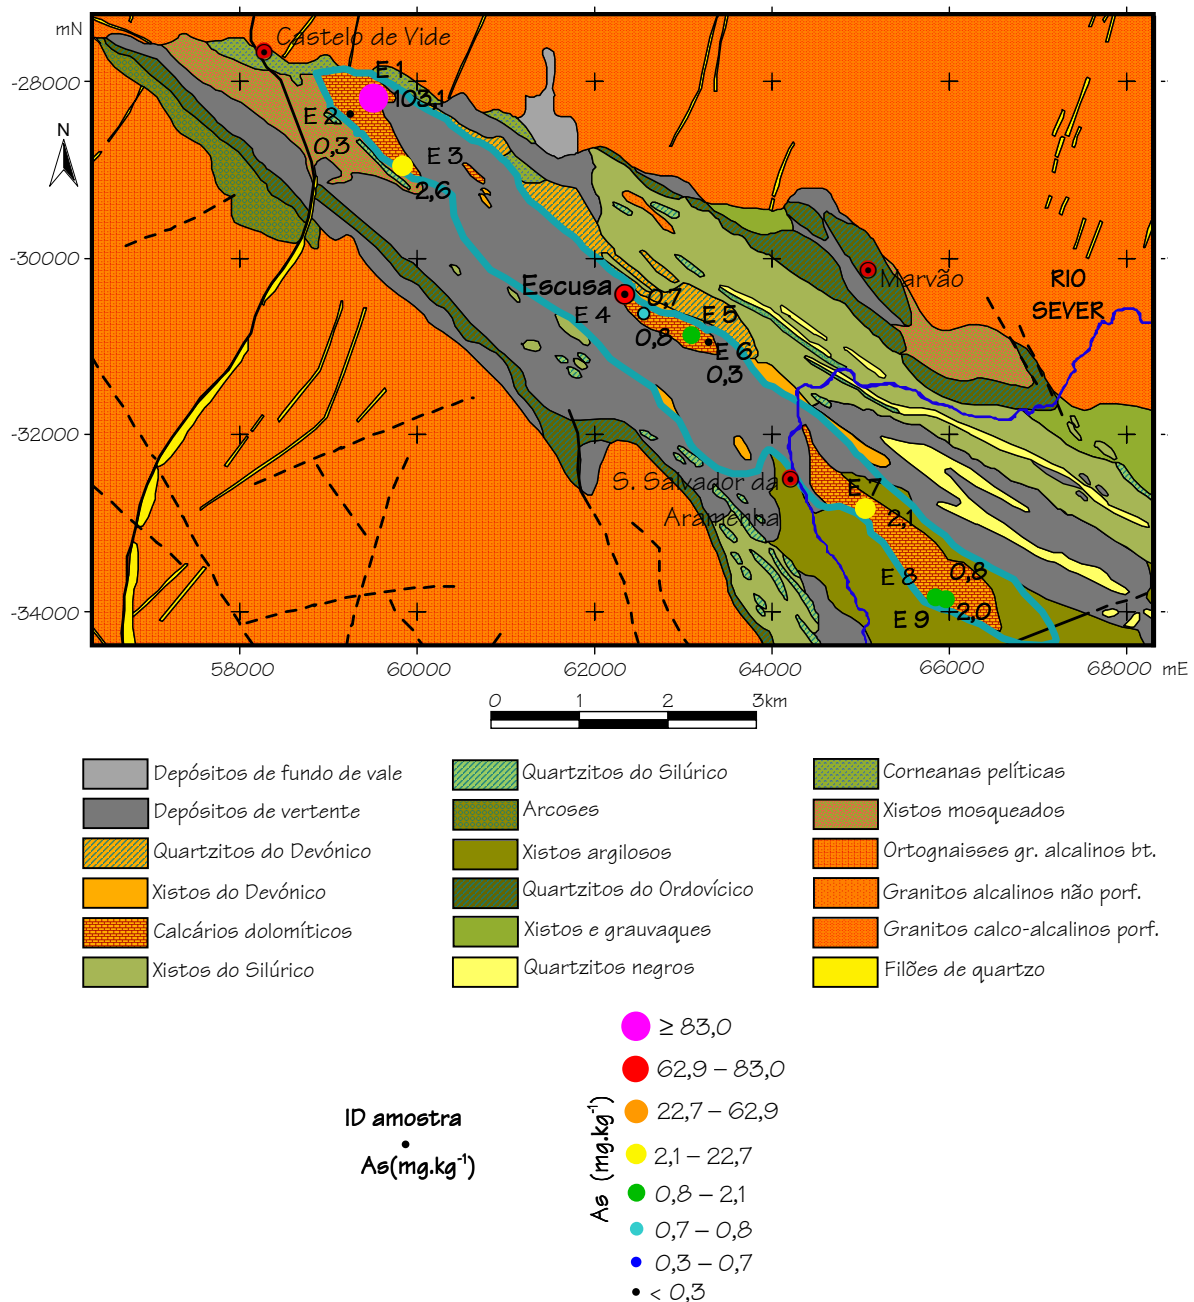 mN
Castelo de Vide
E 1
-28000
103,1
E 2
N
0,3
E 3
2,6
-30000
Marvão
RIO
SEVER
Escusa
0,7
E 4
E 5
0,8
E 6
0,3
-32000
S. Salvador da
Aramenha
E 7
2,1
E 8
0,8
E 9
2,0
-34000
58000 60000 62000 64000 66000 68000 mE
0 1 2 3km
Depósitos de fundo de vale
Depósitos de vertente
Quartzitos do Devónico
Xistos do Devónico
Calcários dolomíticos
Xistos do Silúrico
Quartzitos do Silúrico
Arcoses
Xistos argilosos
Quartzitos do Ordovícico
Xistos e grauvaques
Quartzitos negros
Corneanas pelíticas
Xistos mosqueados
Ortognaisses gr. alcalinos bt.
Granitos alcalinos não porf.
Granitos calco-alcalinos porf.
Filões de quartzo
ID amostra
As(mg.kg⁻¹)
As (mg.kg⁻¹)
≥ 83,0
62,9 – 83,0
22,7 – 62,9
2,1 – 22,7
0,8 – 2,1
0,7 – 0,8
0,3 – 0,7
< 0,3